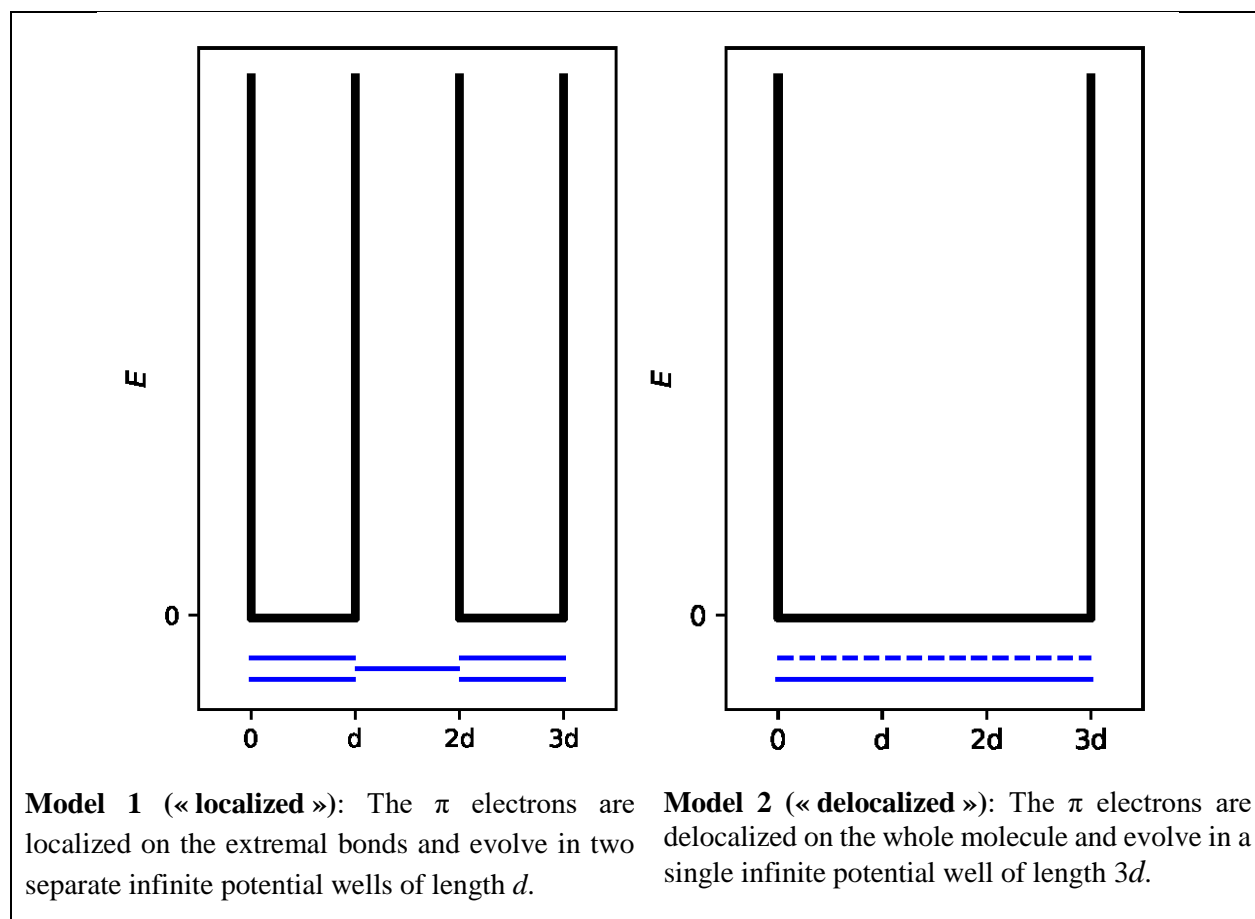 E
0
0 d 2d 3d
E
0
0 d 2d 3d
Model 1 (« localized »): The π electrons are
localized on the extremal bonds and evolve in two
separate infinite potential wells of length d.
Model 2 (« delocalized »): The π electrons are
delocalized on the whole molecule and evolve in a
single infinite potential well of length 3d.